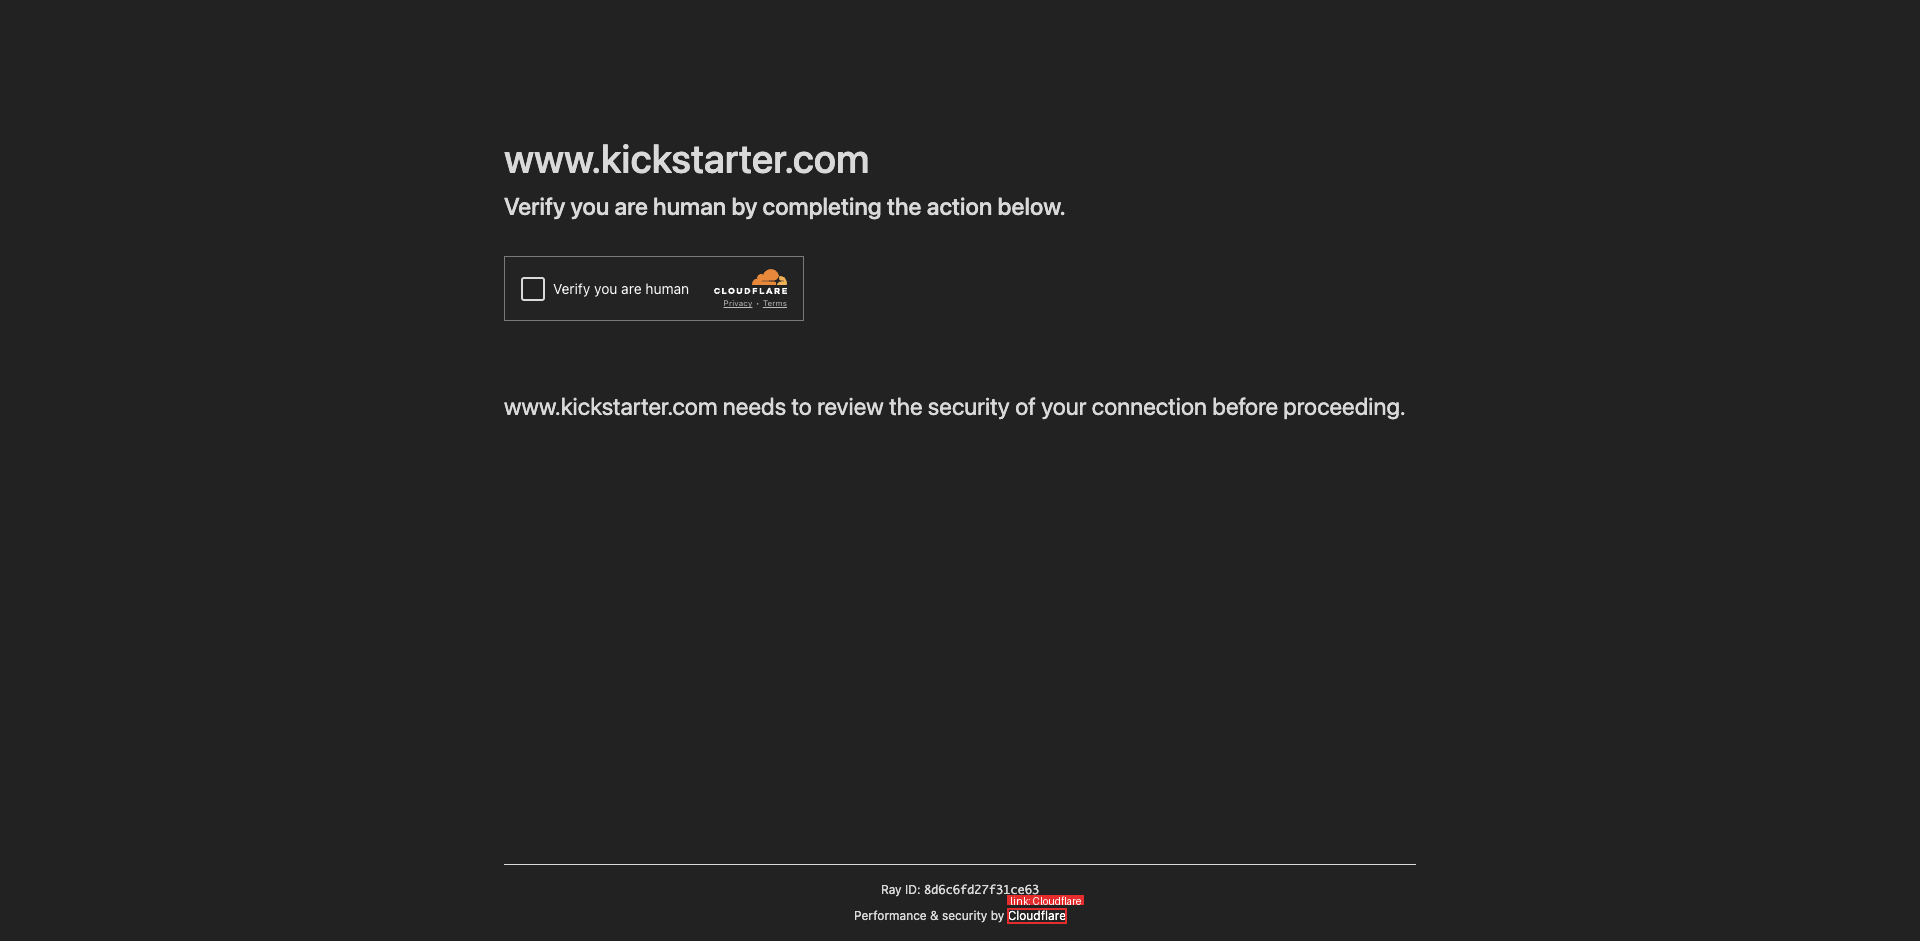 www.kickstarter.com
Verify you are human by completing the action below.
Verify you are human
CLOUDFLARE
Privacy • Terms
www.kickstarter.com needs to review the security of your connection before proceeding.
Ray ID: 8d6c6fd27f31ce63
link: Cloudflare
Performance & security by Cloudflare